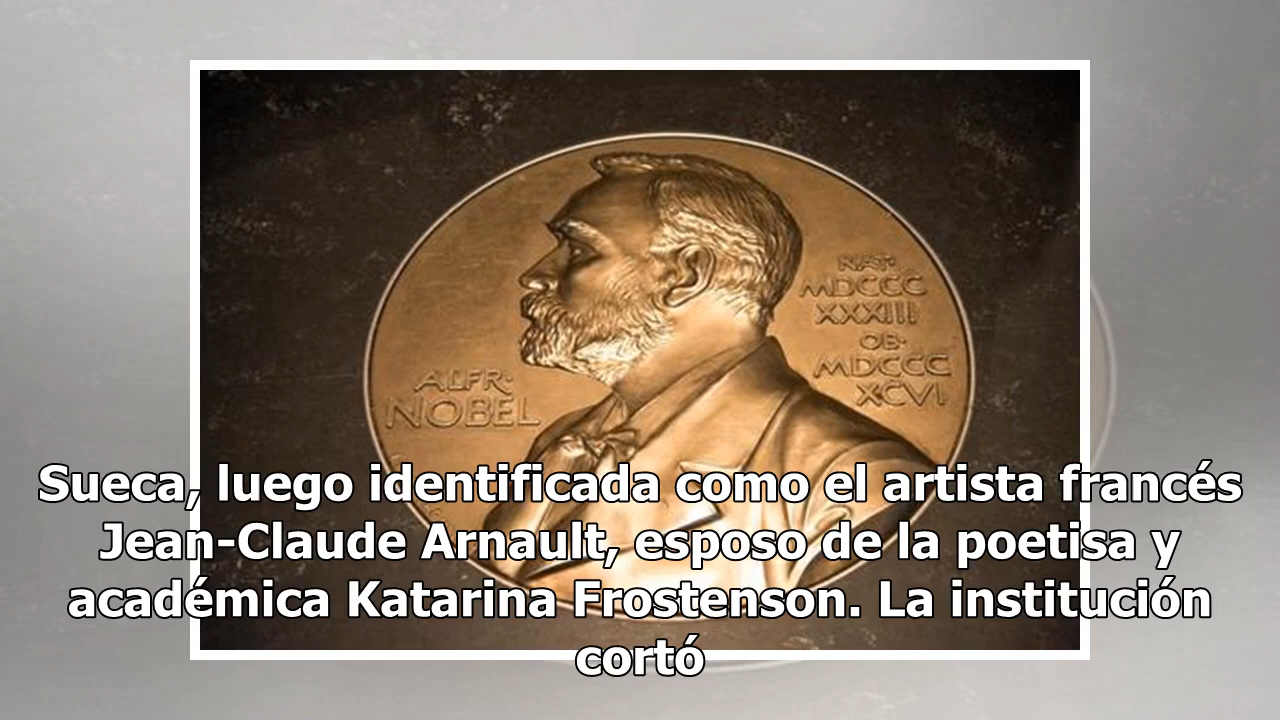 NAT·
MDCCC
XXXIII
OB·
MDCCC
XCVI
ALFR·
NOBEL
Sueca, luego identificada como el artista francés
Jean-Claude Arnault, esposo de la poetisa y
académica Katarina Frostenson. La institución
cortó